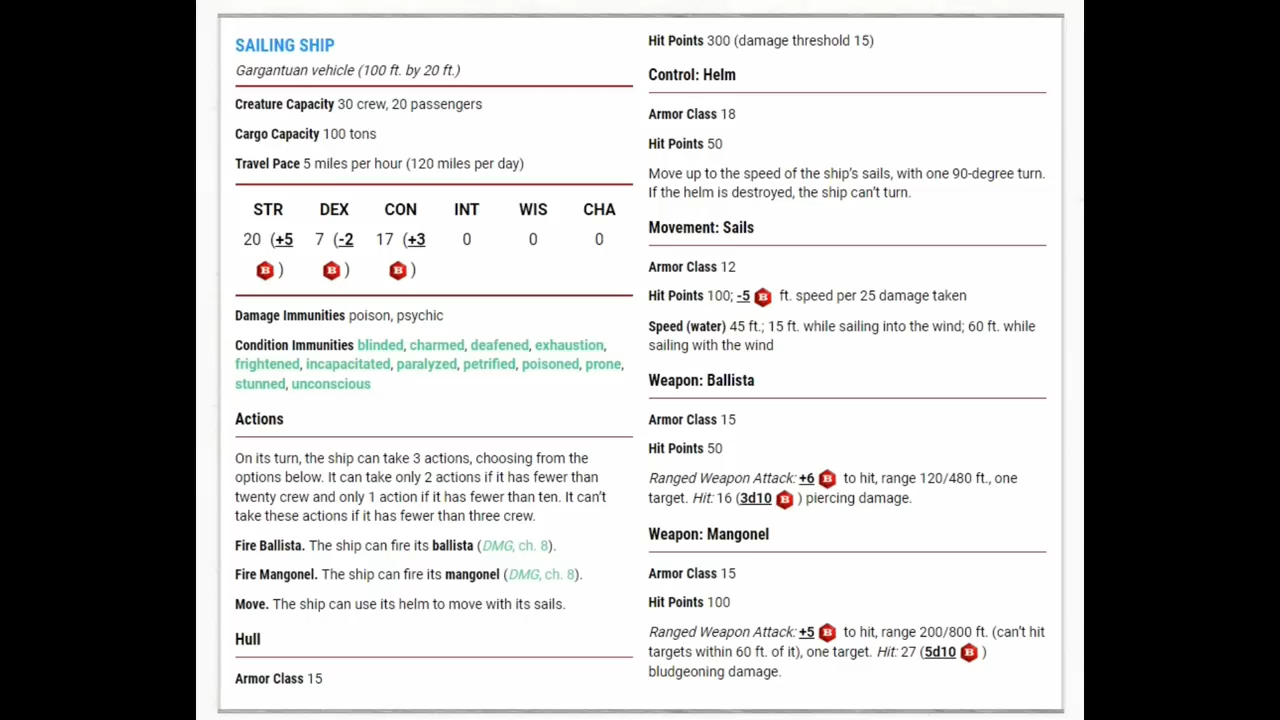 SAILING SHIP
Gargantuan vehicle (100 ft. by 20 ft.)
Creature Capacity 30 crew, 20 passengers
Cargo Capacity 100 tons
Travel Pace 5 miles per hour (120 miles per day)
STR DEX CON INT WIS CHA
20 (+5 7 (-2 17 (+3 0 0 0
B ) B ) B )
Damage Immunities poison, psychic
Condition Immunities blinded, charmed, deafened, exhaustion,
frightened, incapacitated, paralyzed, petrified, poisoned, prone,
stunned, unconscious
Actions
On its turn, the ship can take 3 actions, choosing from the
options below. It can take only 2 actions if it has fewer than
twenty crew and only 1 action if it has fewer than ten. It can't
take these actions if it has fewer than three crew.
Fire Ballista. The ship can fire its ballista (DMG, ch. 8).
Fire Mangonel. The ship can fire its mangonel (DMG, ch. 8).
Move. The ship can use its helm to move with its sails.
Hull
Armor Class 15
Hit Points 300 (damage threshold 15)
Control: Helm
Armor Class 18
Hit Points 50
Move up to the speed of the ship's sails, with one 90-degree turn.
If the helm is destroyed, the ship can't turn.
Movement: Sails
Armor Class 12
Hit Points 100; -5 B ft. speed per 25 damage taken
Speed (water) 45 ft.; 15 ft. while sailing into the wind; 60 ft. while
sailing with the wind
Weapon: Ballista
Armor Class 15
Hit Points 50
Ranged Weapon Attack: +6 B to hit, range 120/480 ft., one
target. Hit: 16 (3d10 B ) piercing damage.
Weapon: Mangonel
Armor Class 15
Hit Points 100
Ranged Weapon Attack: +5 B to hit, range 200/800 ft. (can't hit
targets within 60 ft. of it), one target. Hit: 27 (5d10 B )
bludgeoning damage.